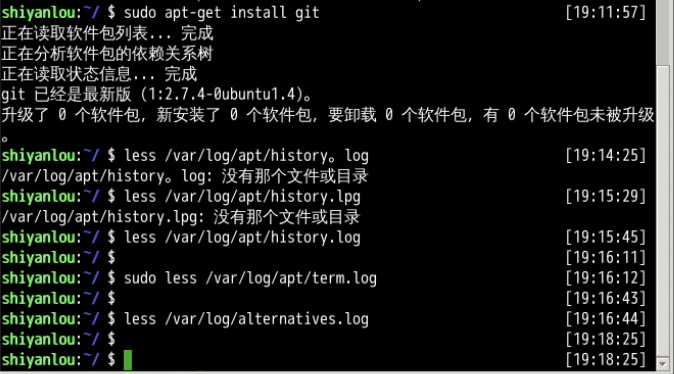 shiyanlou:~/ $ sudo apt-get install git [19:11:57]
正在读取软件包列表... 完成
正在分析软件包的依赖关系树
正在读取状态信息... 完成
git 已经是最新版 (1:2.7.4-0ubuntu1.4)。
升级了 0 个软件包, 新安装了 0 个软件包, 要卸载 0 个软件包, 有 0 个软件包未被升级
。
shiyanlou:~/ $ less /var/log/apt/history。log [19:14:25]
/var/log/apt/history。log: 没有那个文件或目录
shiyanlou:~/ $ less /var/log/apt/history.lpg [19:15:29]
/var/log/apt/history.lpg: 没有那个文件或目录
shiyanlou:~/ $ less /var/log/apt/history.log [19:15:45]
shiyanlou:~/ $ [19:16:11]
shiyanlou:~/ $ sudo less /var/log/apt/term.log [19:16:12]
shiyanlou:~/ $ [19:16:43]
shiyanlou:~/ $ less /var/log/alternatives.log [19:16:44]
shiyanlou:~/ $ [19:18:25]
shiyanlou:~/ $ [19:18:25]